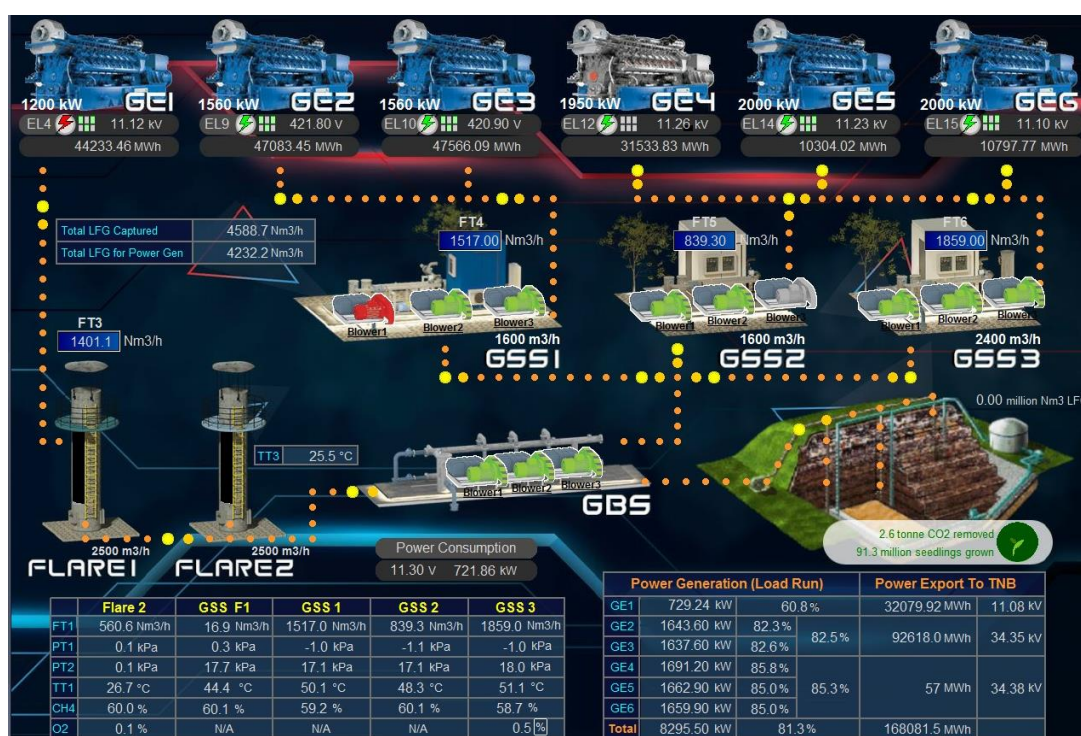 1200 kW GE1 1560 kW GE2 1560 kW GE3 1950 kW GE4 2000 kW GE5 2000 kW GE6
EL4 11.12 kV EL9 421.80 V EL10 420.90 V EL12 11.26 kV EL14 11.23 kV EL15 11.10 kV
44233.46 MWh 47083.45 MWh 47566.09 MWh 31533.83 MWh 10304.02 MWh 10797.77 MWh
Total LFG Captured 4588.7 Nm3/h
Total LFG for Power Gen 4232.2 Nm3/h
FT4 FT5 FT6
1517.00 Nm3/h 839.30 Nm3/h 1859.00 Nm3/h
Blower1 Blower2 Blower3 Blower1 Blower2 Blower3 Blower1 Blower2
1600 m3/h 1600 m3/h 2400 m3/h
GSS1 GSS2 GSS3
FT3
1401.1 Nm3/h
0.00 million Nm3 LF
TT3 25.5 °C
Blower1 Blower2 Blower3
GBS
2500 m3/h 2500 m3/h
FLARE1 FLARE2
Power Consumption
11.30 V 721.86 kW
2.6 tonne CO2 removed
91.3 million seedlings grown
Flare 2 GSS F1 GSS 1 GSS 2 GSS 3
FT1 560.6 Nm3/h 16.9 Nm3/h 1517.0 Nm3/h 839.3 Nm3/h 1859.0 Nm3/h
PT1 0.1 kPa 0.3 kPa -1.0 kPa -1.1 kPa -1.0 kPa
PT2 0.1 kPa 17.7 kPa 17.1 kPa 17.1 kPa 18.0 kPa
TT1 26.7 °C 44.4 °C 50.1 °C 48.3 °C 51.1 °C
CH4 60.0 % 60.1 % 59.2 % 60.1 % 58.7 %
O2 0.1 % N/A N/A N/A 0.5 %
Power Generation (Load Run) Power Export To TNB
GE1 729.24 kW 60.8% 32079.92 MWh 11.08 kV
GE2 1643.60 kW 82.3% 82.5% 92618.0 MWh 34.35 kV
GE3 1637.60 kW 82.6%
GE4 1691.20 kW 85.8%
GE5 1662.90 kW 85.0% 85.3% 57 MWh 34.38 kV
GE6 1659.90 kW 85.0%
Total 8295.50 kW 81.3% 168081.5 MWh